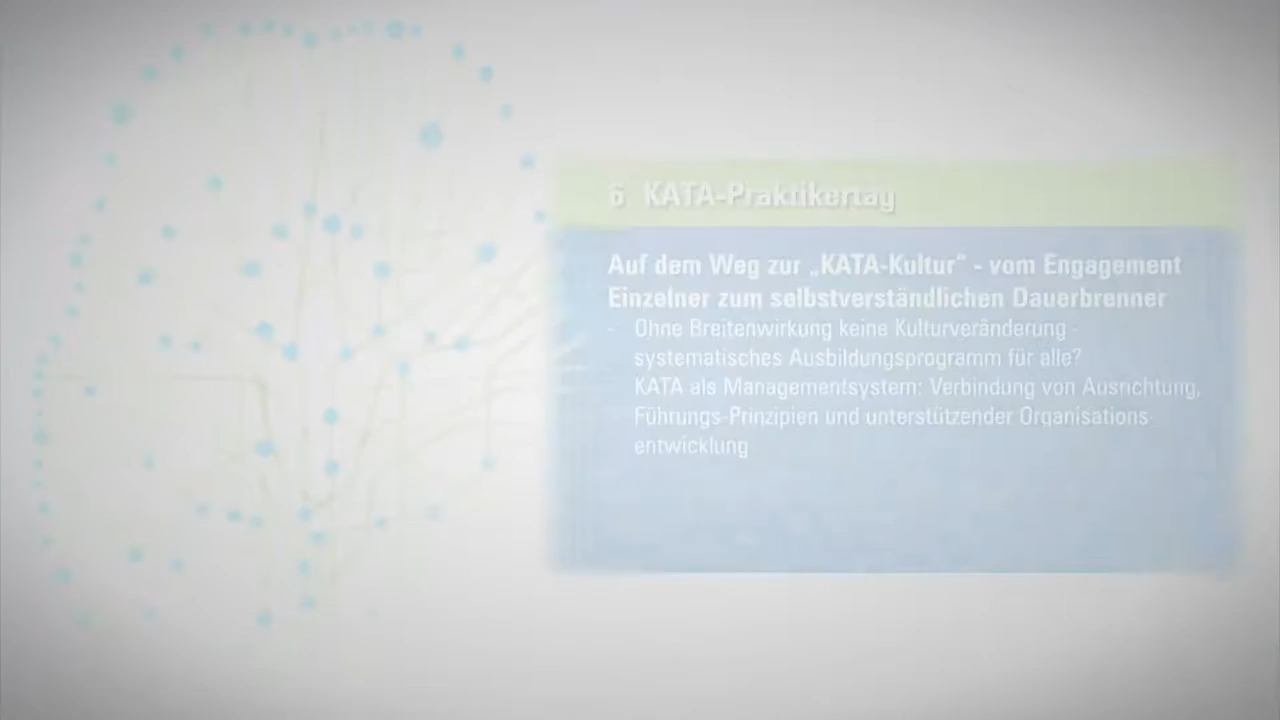 KATA-Praktikertag
Auf dem Weg zur „KATA-Kultur“ - vom Engagement
Einzelner zum selbstverständlichen Dauerbrenner
- Ohne Breitenwirkung keine Kulturveränderung -
systematisches Ausbildungsprogramm für alle?
KATA als Managementsystem: Verbindung von Ausrichtung,
Führungs-Prinzipien und unterstützender Organisations-
entwicklung